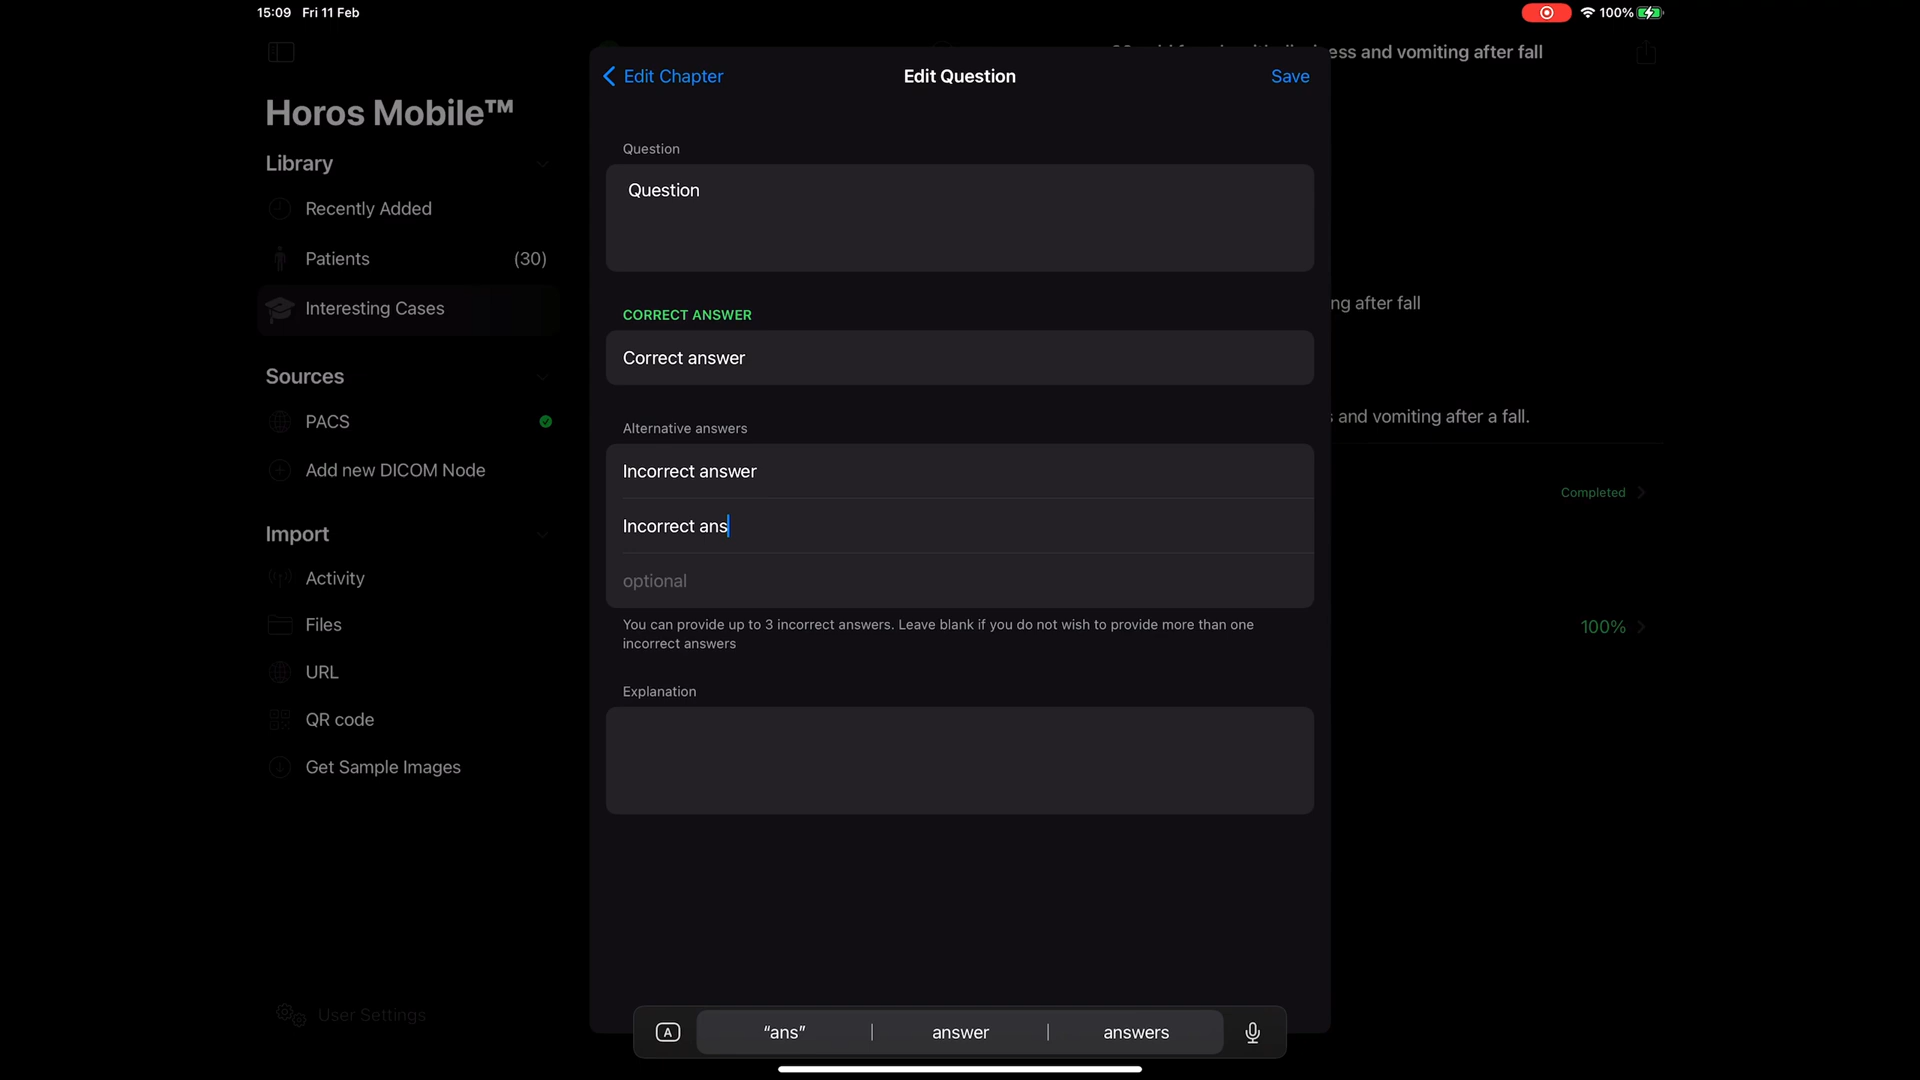 15:09 Fri 11 Feb
100%
ess and vomiting after fall
Edit Chapter
Edit Question
Save
Horos Mobile™
Library
Recently Added
Patients (30)
Interesting Cases
Sources
PACS
Add new DICOM Node
Import
Activity
Files
URL
QR code
Get Sample Images
User Settings
Question
Question
CORRECT ANSWER
Correct answer
Alternative answers
Incorrect answer
Incorrect ans
optional
You can provide up to 3 incorrect answers. Leave blank if you do not wish to provide more than one
incorrect answers
Explanation
ng after fall
and vomiting after a fall.
Completed
100%
A
“ans” answer answers